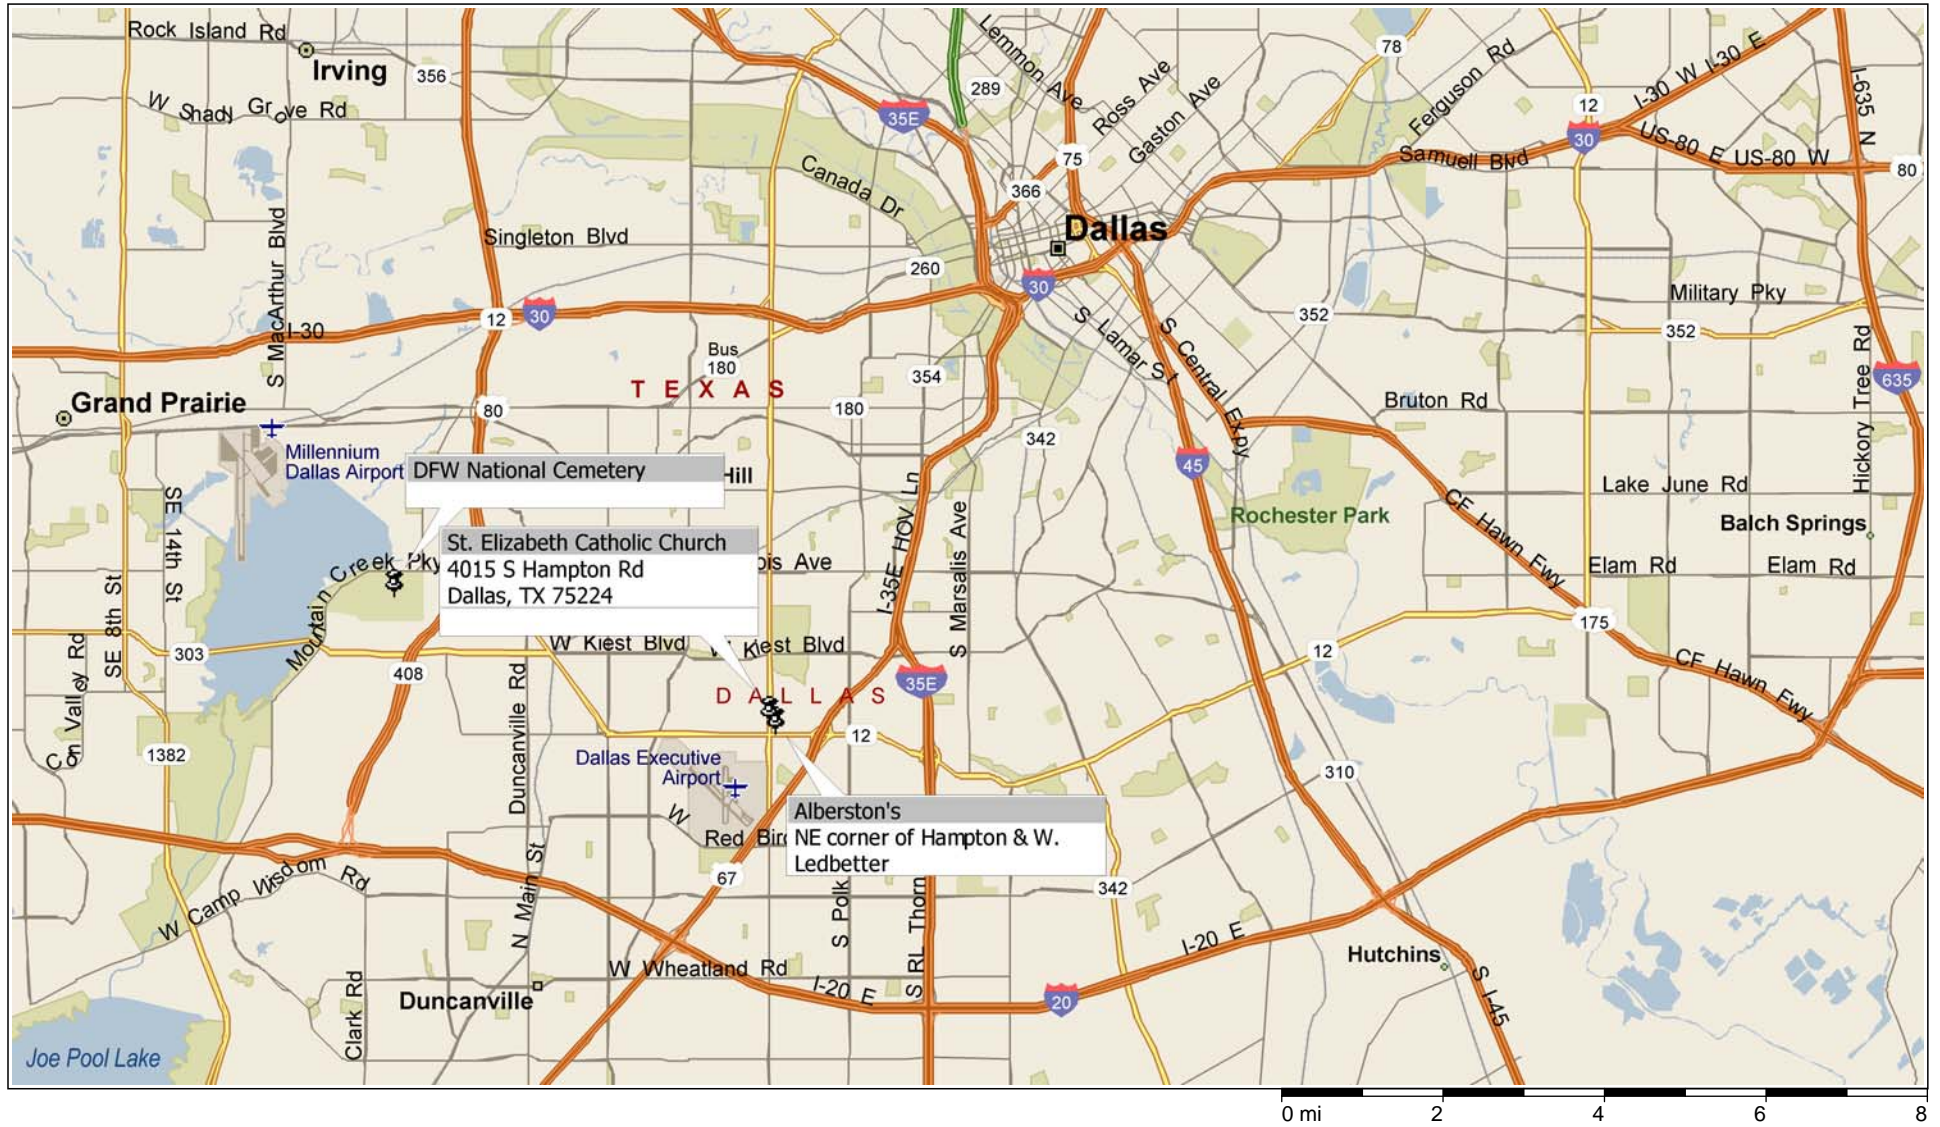 Rock Island Rd
Irving
356
W Shady Grove Rd
S MacArthur Blvd
Singleton Blvd
Canada Dr
35E
289
Lemmon Ave
Ross Ave
Gaston Ave
75
366
Dallas
260
30
78
Ferguson Rd
12
I-30 W
I-30 E
I-635 N
30
US-80 E
US-80 W
80
Samuell Blvd
I-30
12
30
352
Military Pky
352
S Lamar St
S Central Expy
Bus
180
TEXAS
354
180
Grand Prairie
80
342
Bruton Rd
635
Hickory Tree Rd
Millennium
Dallas Airport
DFW National Cemetery
Hill
45
Lake June Rd
CF Hawn Fwy
Rochester Park
Balch Springs
SE 14th St
SE 8th St
Mountain Creek Pky
St. Elizabeth Catholic Church
4015 S Hampton Rd
Dallas, TX 75224
ois Ave
I-35E HOV Ln
S Marsalis Ave
Elam Rd
Elam Rd
175
303
408
W Kiest Blvd
W Kiest Blvd
35E
12
CF Hawn Fwy
Duncanville Rd
DALLAS
12
1382
Dallas Executive
Airport
310
W Red Bird
Alberston's
NE corner of Hampton & W.
Ledbetter
67
342
W Camp Wisdom Rd
N Main St
S Polk
S RL Thorn
I-20 E
Hutchins
W Wheatland Rd
I-20 E
20
S I-45
Duncanville
Clark Rd
Joe Pool Lake
0 mi 2 4 6 8